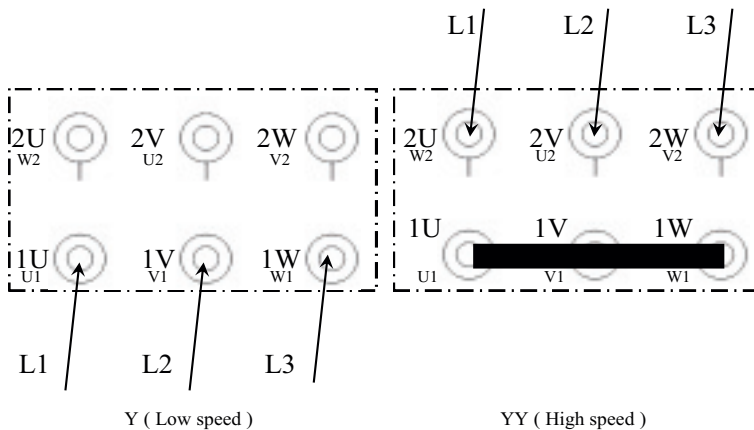 L1 L2 L3
2U 2V 2W 2U 2V 2W
W2 U2 V2 W2 U2 V2
1U 1V 1W 1U 1V 1W
U1 V1 W1 U1 V1 W1
L1 L2 L3
Y ( Low speed ) YY ( High speed )